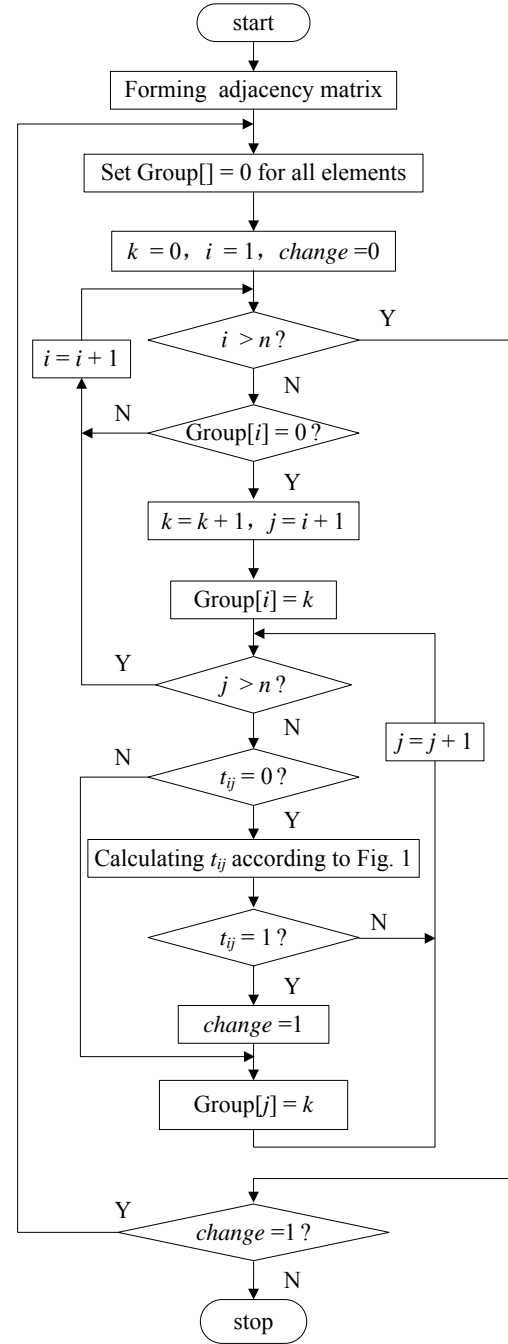 start
Forming adjacency matrix
Set Group[] = 0 for all elements
k = 0, i = 1, change =0
i > n ?
Y
i = i + 1
N
N
Group[i] = 0 ?
Y
k = k + 1, j = i + 1
Group[i] = k
Y
j > n ?
N
j = j + 1
N
tij = 0 ?
Y
Calculating tij according to Fig. 1
N
tij = 1 ?
Y
change =1
Group[j] = k
Y
change =1 ?
N
stop